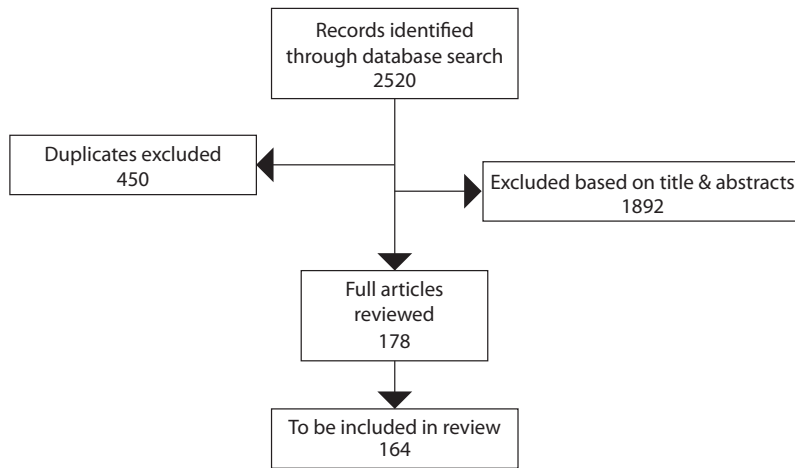 Records identified
through database search
2520
Duplicates excluded
450
Excluded based on title & abstracts
1892
Full articles
reviewed
178
To be included in review
164